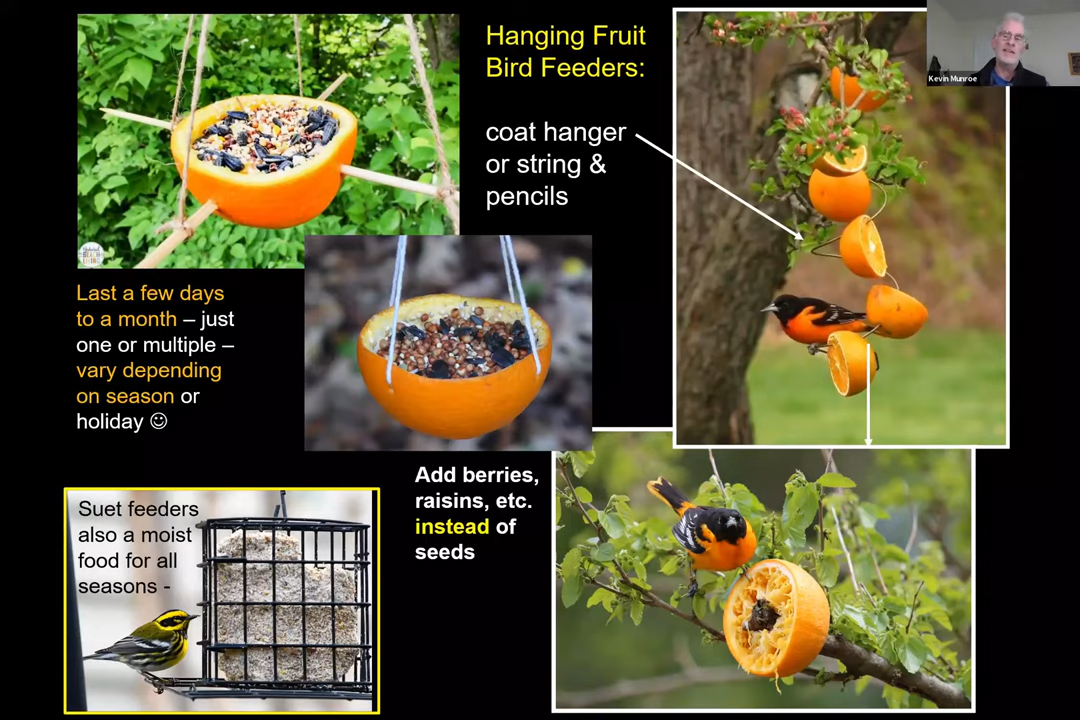 Hanging Fruit
Bird Feeders:
coat hanger
or string &
pencils
Kevin Munroe
Last a few days
to a month – just
one or multiple –
vary depending
on season or
holiday ☺
Add berries,
raisins, etc.
instead of
seeds
Suet feeders
also a moist
food for all
seasons -